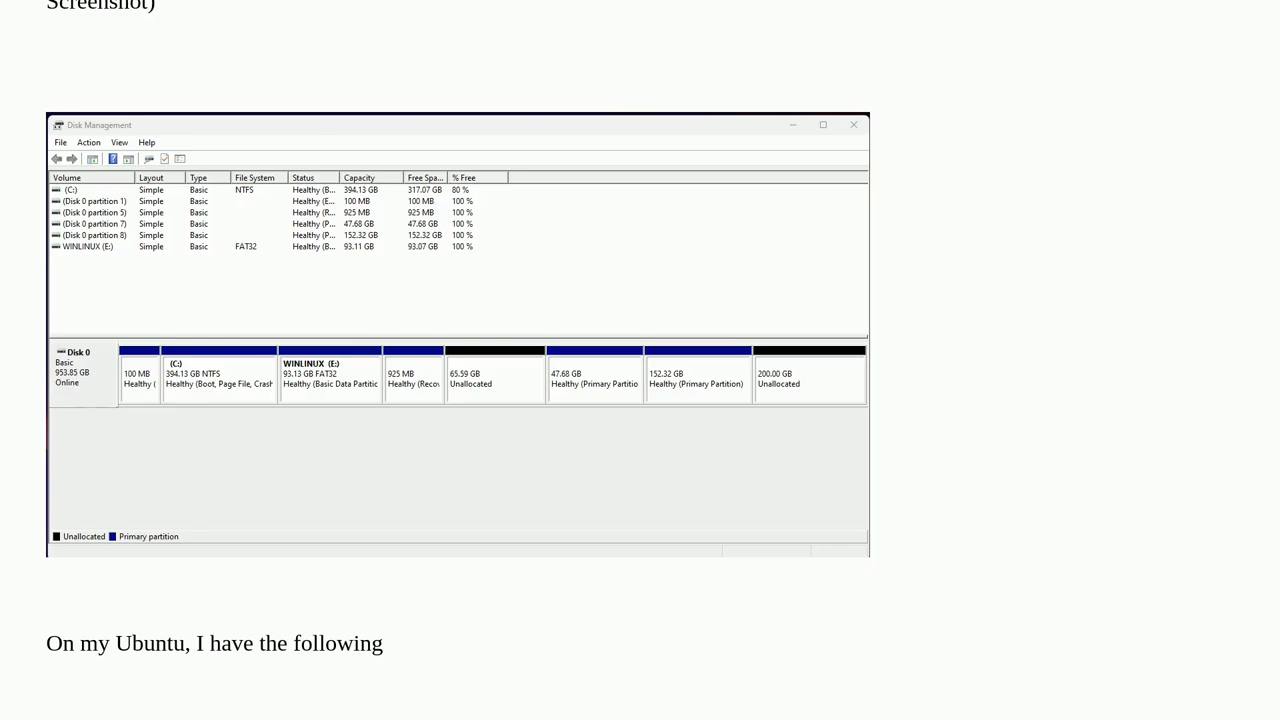 Screenshot)
Disk Management
File Action View Help
Volume Layout Type File System Status Capacity Free Spa... % Free
(C:) Simple Basic NTFS Healthy (B... 394.13 GB 317.07 GB 80 %
(Disk 0 partition 1) Simple Basic Healthy (E... 100 MB 100 MB 100 %
(Disk 0 partition 5) Simple Basic Healthy (R... 925 MB 925 MB 100 %
(Disk 0 partition 7) Simple Basic Healthy (P... 47.68 GB 47.68 GB 100 %
(Disk 0 partition 8) Simple Basic Healthy (P... 152.32 GB 152.32 GB 100 %
WINLINUX (E:) Simple Basic FAT32 Healthy (B... 93.11 GB 93.07 GB 100 %
Disk 0
Basic
953.85 GB
Online
100 MB
Healthy (
(C:)
394.13 GB NTFS
Healthy (Boot, Page File, Crash
WINLINUX (E:)
93.13 GB FAT32
Healthy (Basic Data Partitic
925 MB
Healthy (Recov
65.59 GB
Unallocated
47.68 GB
Healthy (Primary Partitio
152.32 GB
Healthy (Primary Partition)
200.00 GB
Unallocated
Unallocated Primary partition
On my Ubuntu, I have the following